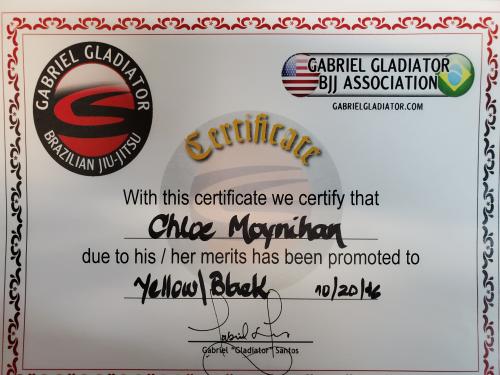 GABRIEL GLADIATOR
BRAZILIAN JIU-JITSU
GABRIEL GLADIATOR
BJJ ASSOCIATION
GABRIELGLADIATOR.COM
Certificate
With this certificate we certify that
Chloe Moynihan
due to his / her merits has been promoted to
Yellow/Black 10/20/16
Gabriel "Gladiator" Santos